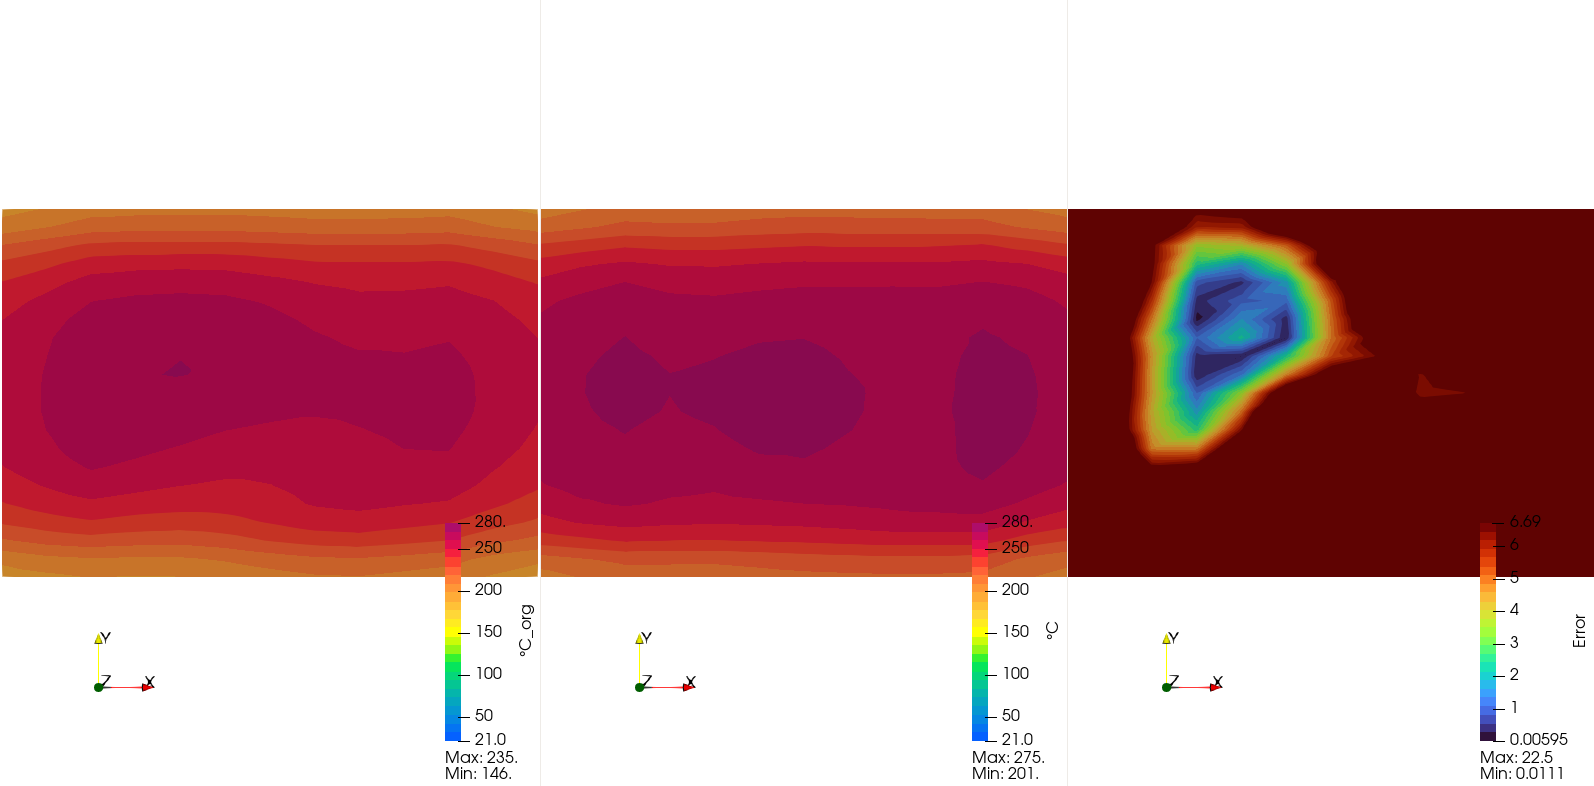 280.
250
200
150
100
50
21.0
°C_org
Max: 235.
Min: 146.
Y
Z
X
280.
250
200
150
100
50
21.0
°C
Max: 275.
Min: 201.
Y
Z
X
6.69
6
5
4
3
2
1
0.00595
Error
Max: 22.5
Min: 0.0111
Y
Z
X